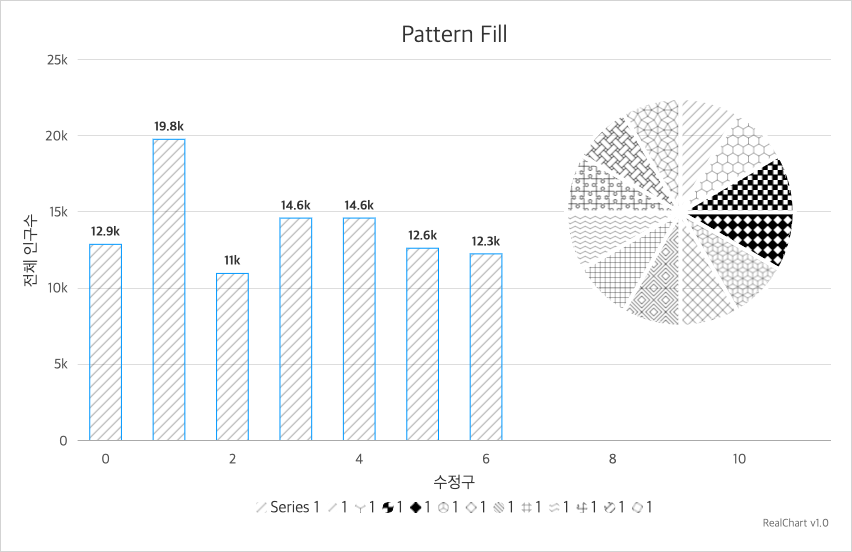 Pattern Fill
25k
20k
15k
10k
5k
0
전체 인구수
12.9k
19.8k
11k
14.6k
14.6k
12.6k
12.3k
0 2 4 6 8 10
수정구
Series 1 1 1 1 1 1 1 1 1 1 1 1 1
RealChart v1.0